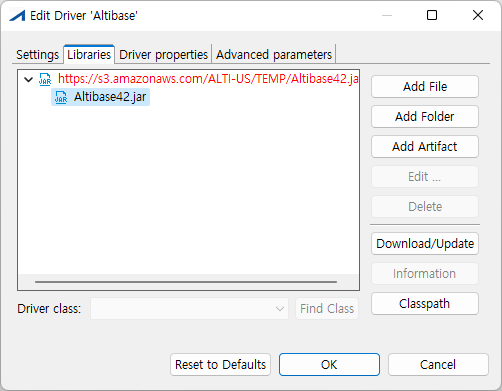 Edit Driver 'Altibase'
Settings Libraries Driver properties Advanced parameters
https://s3.amazonaws.com/ALTI-US/TEMP/Altibase42.ja
JAR
Altibase42.jar
JAR
Add File
Add Folder
Add Artifact
Edit ...
Delete
Download/Update
Information
Classpath
Driver class:
Find Class
Reset to Defaults
OK
Cancel